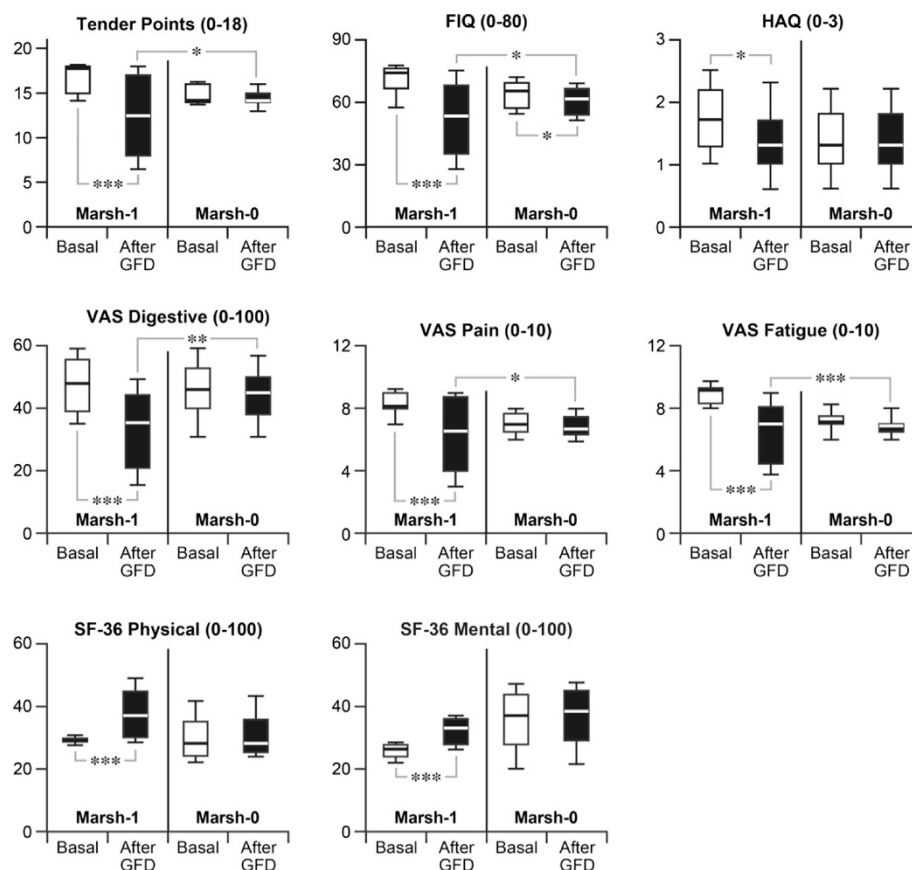 Tender Points (0-18)
20
15
10
5
0
*
***
Marsh-1
Marsh-0
Basal
After
GFD
Basal
After
GFD
FIQ (0-80)
90
60
30
0
*
*
***
Marsh-1
Marsh-0
Basal
After
GFD
Basal
After
GFD
HAQ (0-3)
3
2
1
0
*
Marsh-1
Marsh-0
Basal
After
GFD
Basal
After
GFD
VAS Digestive (0-100)
60
40
20
0
**
***
Marsh-1
Marsh-0
Basal
After
GFD
Basal
After
GFD
VAS Pain (0-10)
12
8
4
0
*
***
Marsh-1
Marsh-0
Basal
After
GFD
Basal
After
GFD
VAS Fatigue (0-10)
12
8
4
0
***
***
Marsh-1
Marsh-0
Basal
After
GFD
Basal
After
GFD
SF-36 Physical (0-100)
60
40
20
0
***
Marsh-1
Marsh-0
Basal
After
GFD
Basal
After
GFD
SF-36 Mental (0-100)
60
40
20
0
***
Marsh-1
Marsh-0
Basal
After
GFD
Basal
After
GFD